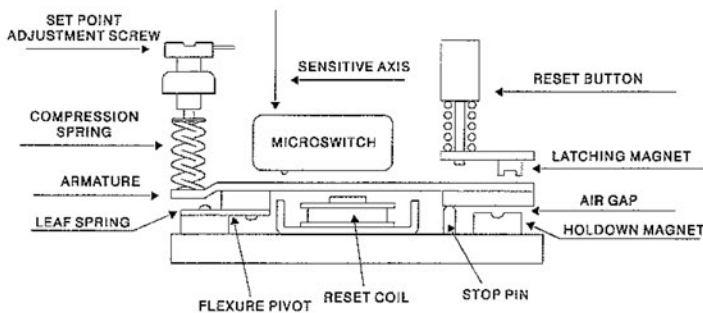 SET POINT
ADJUSTMENT SCREW
SENSITIVE AXIS
RESET BUTTON
COMPRESSION
SPRING
MICROSWITCH
LATCHING MAGNET
ARMATURE
AIR GAP
LEAF SPRING
HOLDOWN MAGNET
FLEXURE PIVOT
RESET COIL
STOP PIN